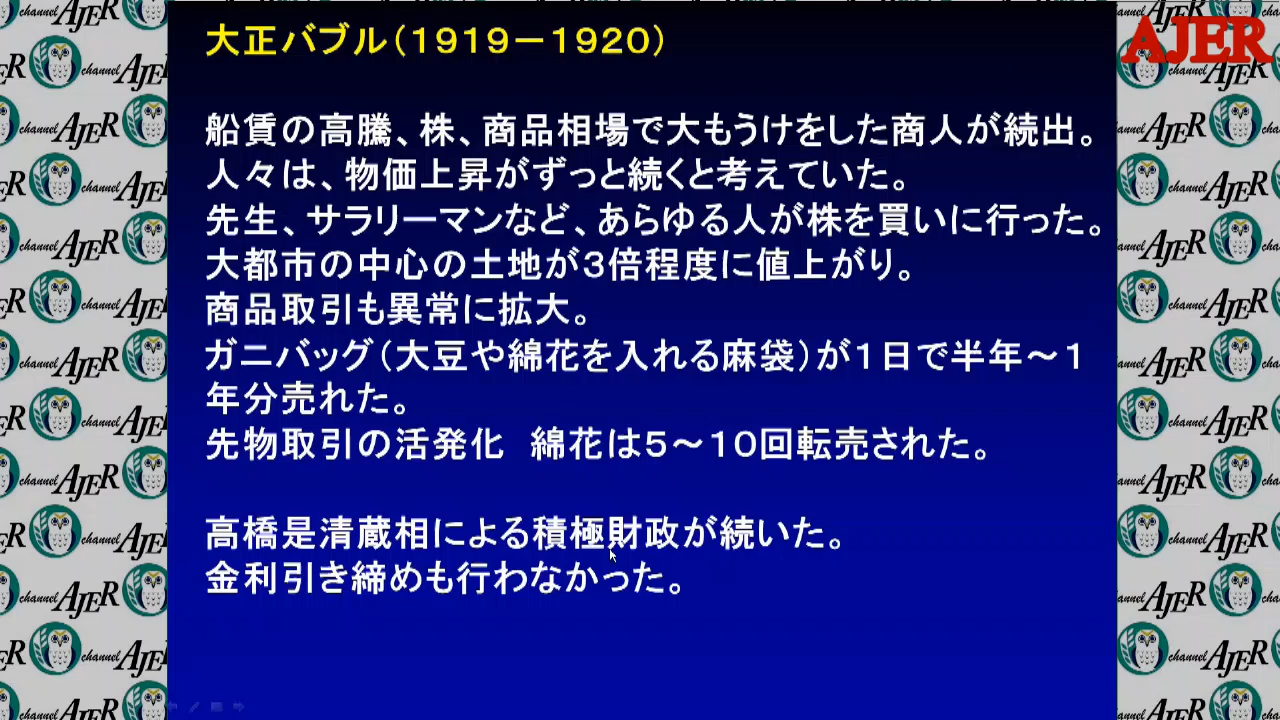 大正バブル（1919－1920）
船賃の高騰、株、商品相場で大もうけをした商人が続出。
人々は、物価上昇がずっと続くと考えていた。
先生、サラリーマンなど、あらゆる人が株を買いに行った。
大都市の中心の土地が３倍程度に値上がり。
商品取引も異常に拡大。
ガニバッグ（大豆や綿花を入れる麻袋）が１日で半年～１
年分売れた。
先物取引の活発化　綿花は５～１０回転売された。
高橋是清蔵相による積極財政が続いた。
金利引き締めも行わなかった。
AJER
channel AJER